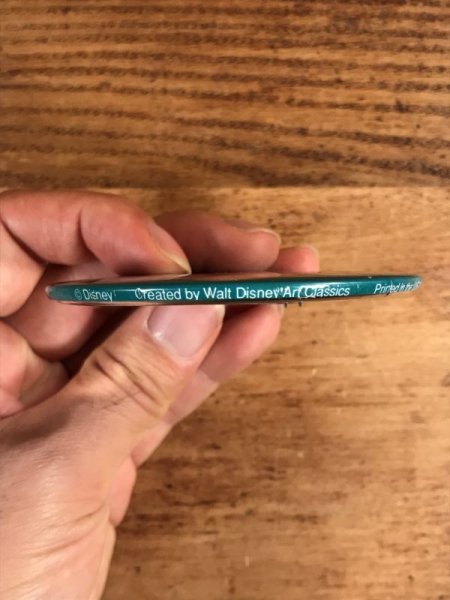 © Disney Created by Walt Disney Art Classics Printed in the